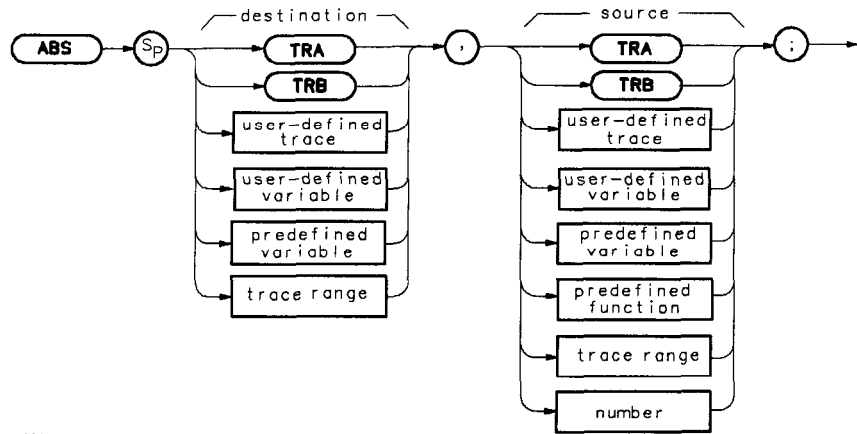 destination
source
ABS
SP
TRA
,
TRA
;
TRB
TRB
user-defined
trace
user-defined
trace
user-defined
variable
user-defined
variable
predefined
variable
predefined
variable
trace range
predefined
function
trace range
number